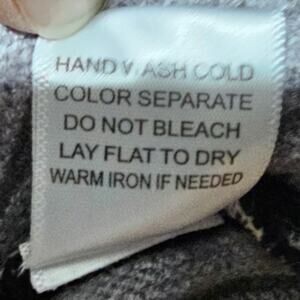 HAND WASH COLD
COLOR SEPARATE
DO NOT BLEACH
LAY FLAT TO DRY
WARM IRON IF NEEDED